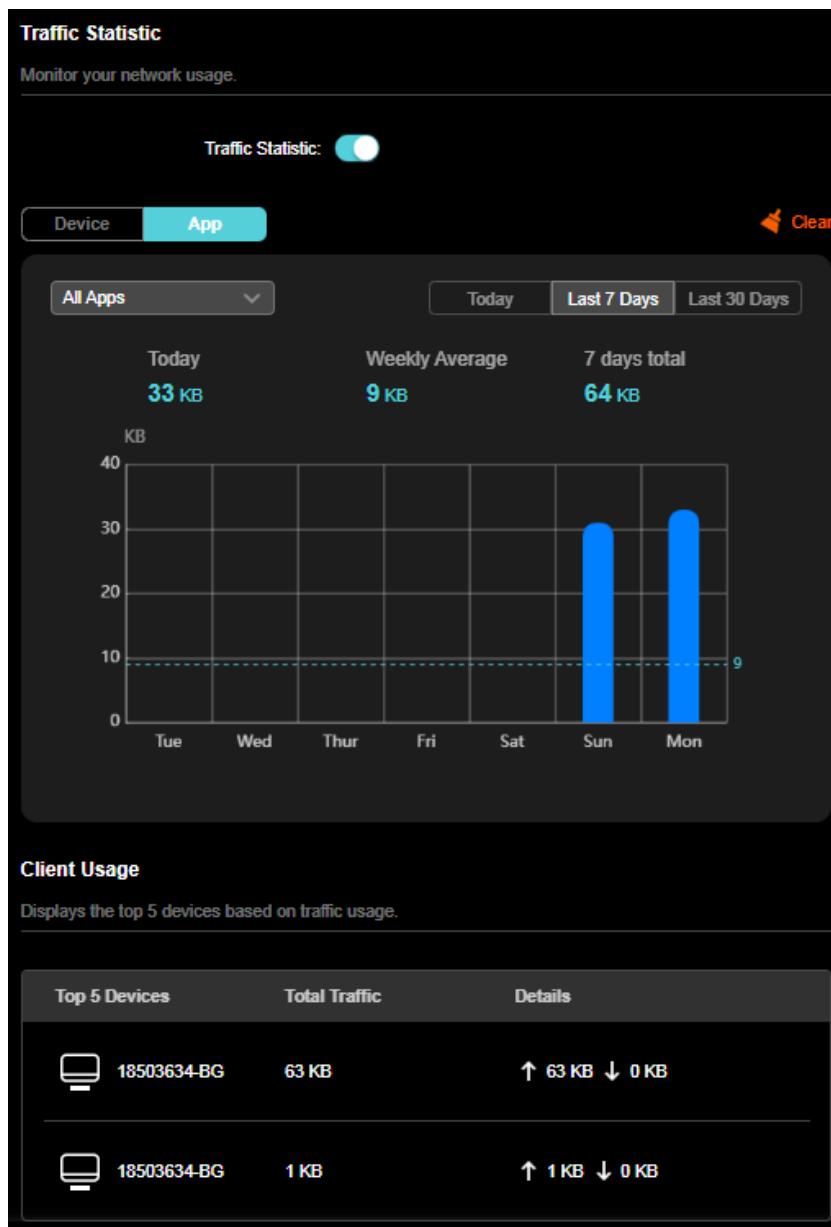 Traffic Statistic
Monitor your network usage.
Traffic Statistic:
Device App Clear
All Apps Today Last 7 Days Last 30 Days
Today Weekly Average 7 days total
33 KB 9 KB 64 KB
KB
40
30
20
10
9
0
Tue Wed Thur Fri Sat Sun Mon
Client Usage
Displays the top 5 devices based on traffic usage.
Top 5 Devices Total Traffic Details
18503634-BG 63 KB ↑ 63 KB ↓ 0 KB
18503634-BG 1 KB ↑ 1 KB ↓ 0 KB